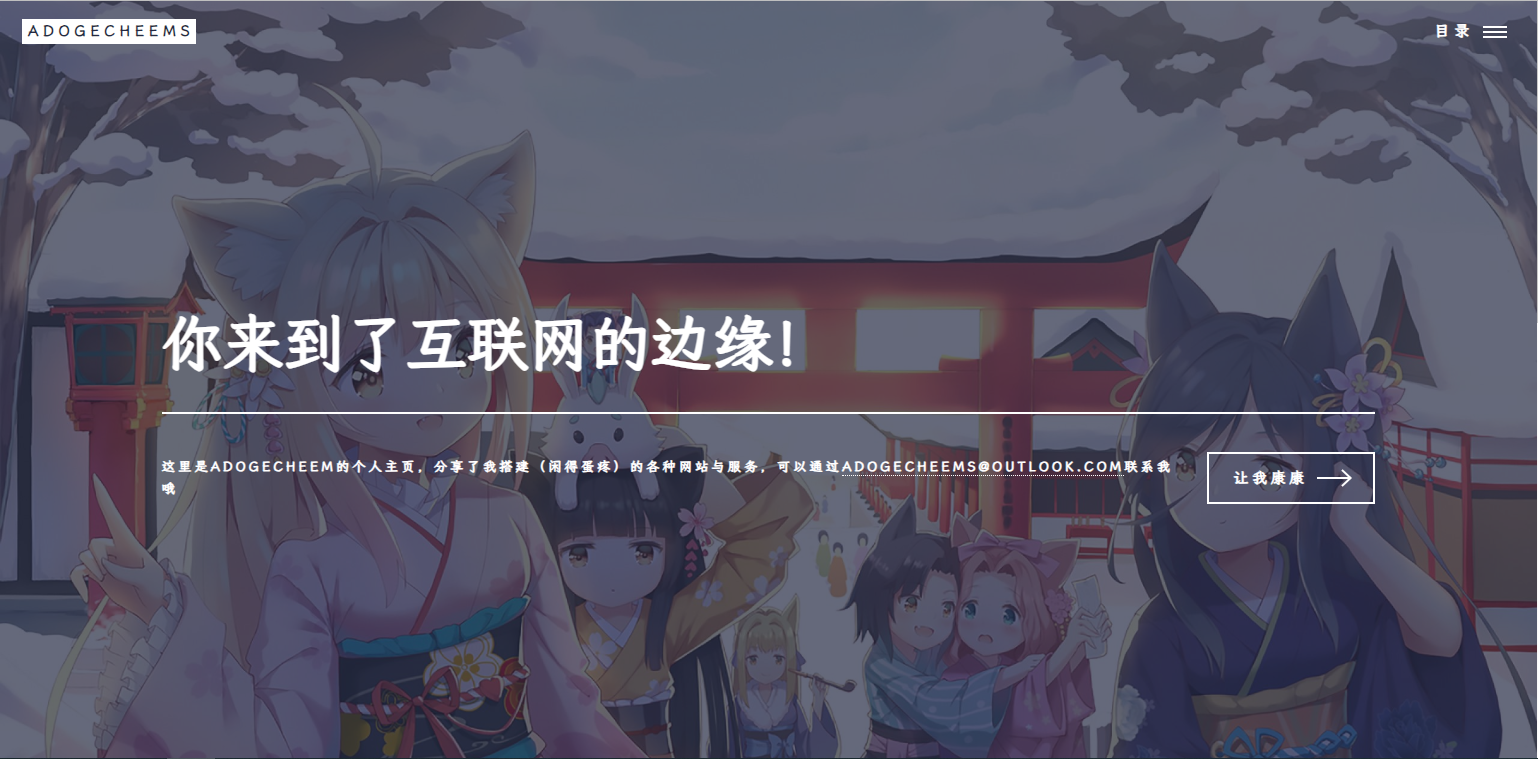 ADOGECHEEMS
目录
你来到了互联网的边缘!
这里是ADOGECHEEM的个人主页，分享了我搭建（闲得蛋疼）的各种网站与服务，可以通过ADOGECHEEMS@OUTLOOK.COM联系我
哦
让我康康